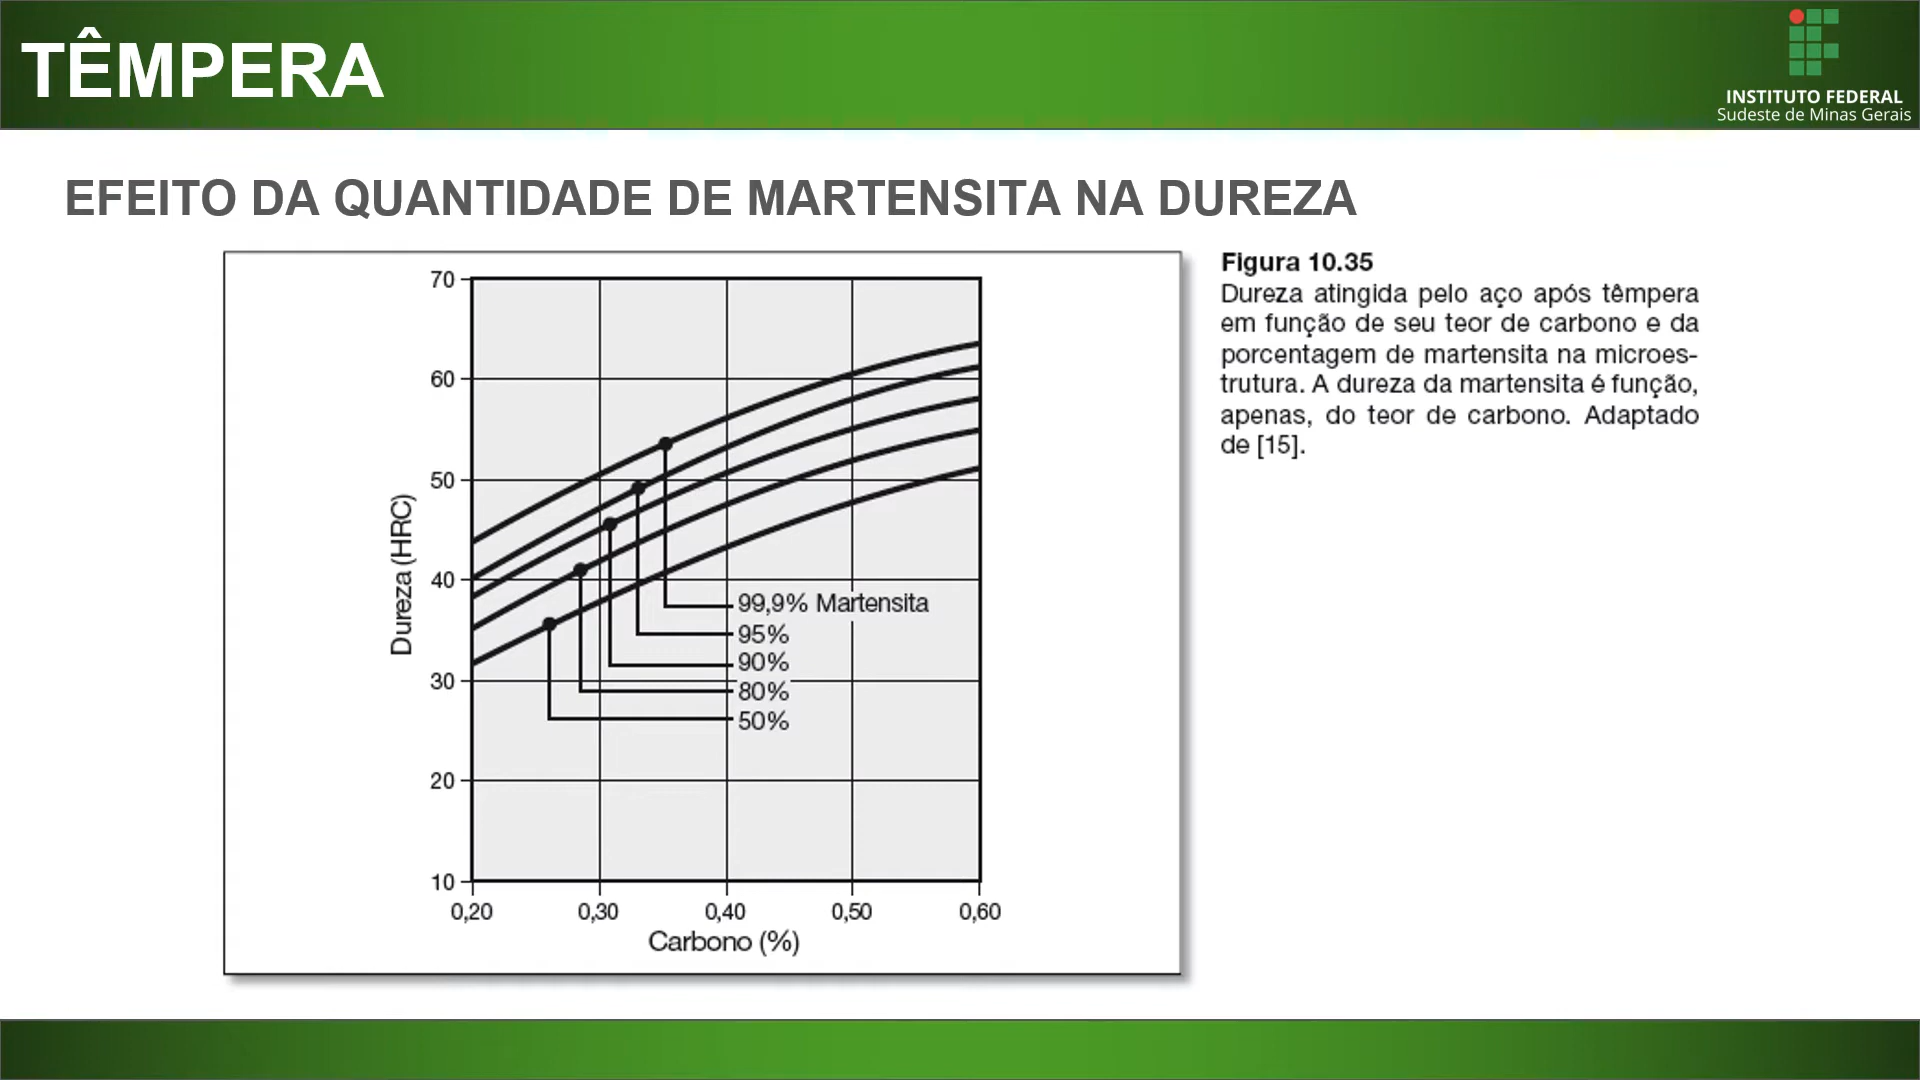 TÊMPERA
INSTITUTO FEDERAL
Sudeste de Minas Gerais
EFEITO DA QUANTIDADE DE MARTENSITA NA DUREZA
70
60
50
40
30
20
10
Dureza (HRC)
99,9% Martensita
95%
90%
80%
50%
0,20
0,30
0,40
0,50
0,60
Carbono (%)
Figura 10.35
Dureza atingida pelo aço após têmpera
em função de seu teor de carbono e da
porcentagem de martensita na microes-
trutura. A dureza da martensita é função,
apenas, do teor de carbono. Adaptado
de [15].